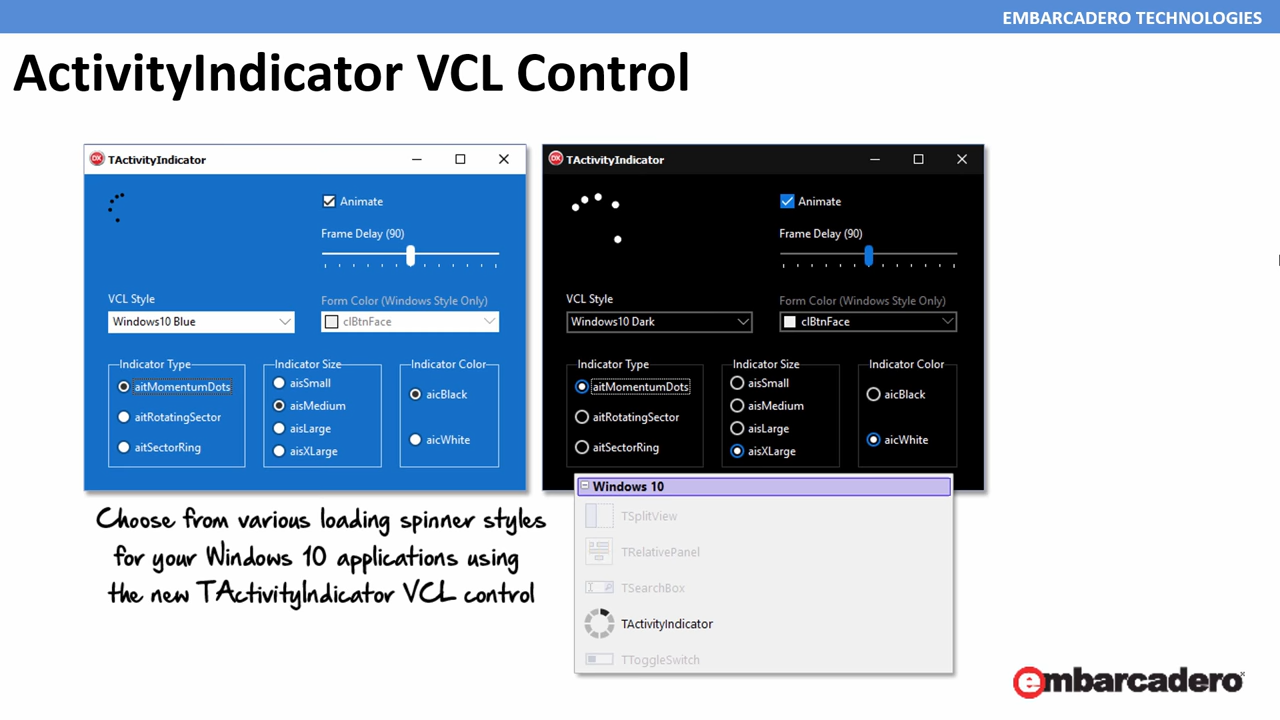 EMBARCADERO TECHNOLOGIES
ActivityIndicator VCL Control
TActivityIndicator
Animate
Frame Delay (90)
VCL Style
Form Color (Windows Style Only)
Windows10 Blue
clBtnFace
Indicator Type
aitMomentumDots
aitRotatingSector
aitSectorRing
Indicator Size
aisSmall
aisMedium
aisLarge
aisXLarge
Indicator Color
aicBlack
aicWhite
TActivityIndicator
Animate
Frame Delay (90)
VCL Style
Form Color (Windows Style Only)
Windows10 Dark
clBtnFace
Indicator Type
aitMomentumDots
aitRotatingSector
aitSectorRing
Indicator Size
aisSmall
aisMedium
aisLarge
aisXLarge
Indicator Color
aicBlack
aicWhite
Choose from various loading spinner styles
for your Windows 10 applications using
the new TActivityIndicator VCL control
Windows 10
TSplitView
TRelativePanel
TSearchBox
TActivityIndicator
TToggleSwitch
embarcadero